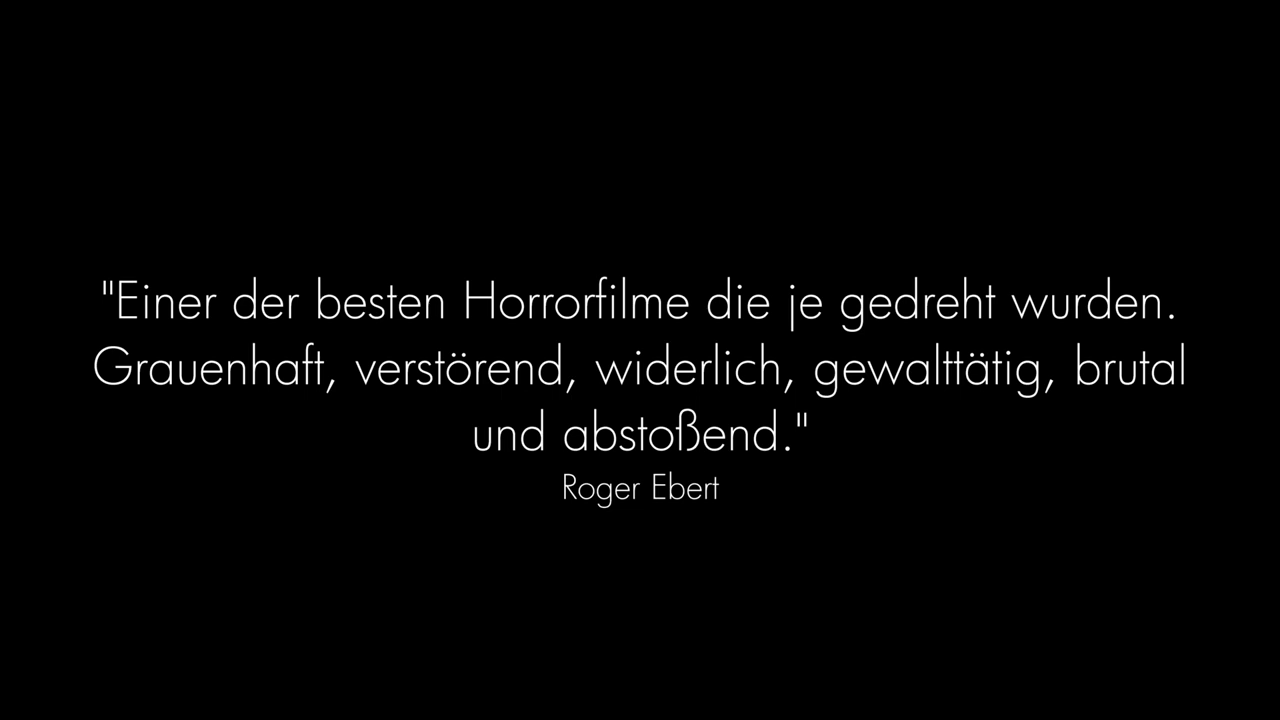 "Einer der besten Horrorfilme die je gedreht wurden.
Grauenhaft, verstörend, widerlich, gewalttätig, brutal
und abstoßend."
Roger Ebert